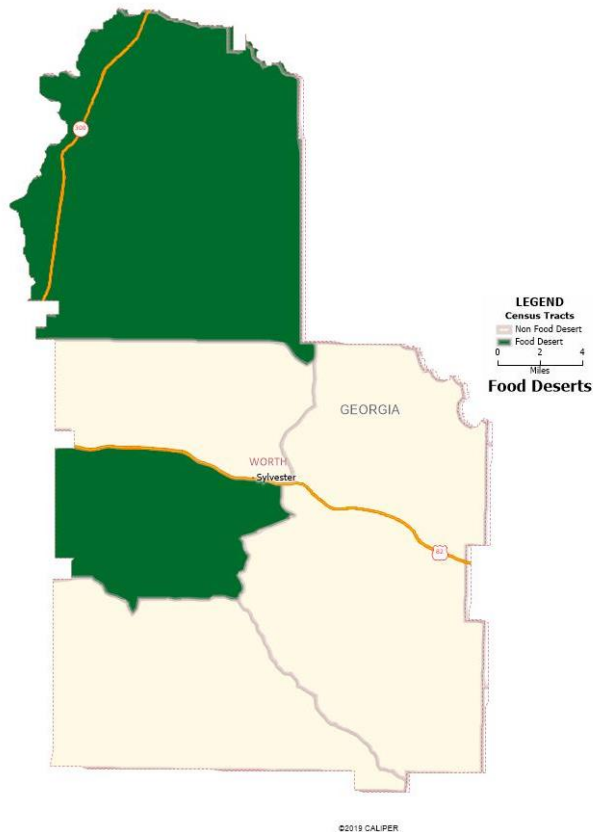 300
LEGEND
Census Tracts
Non Food Desert
Food Desert
0 2 4
Miles
Food Deserts
GEORGIA
WORTH
Sylvester
82
©2019 CALIPER